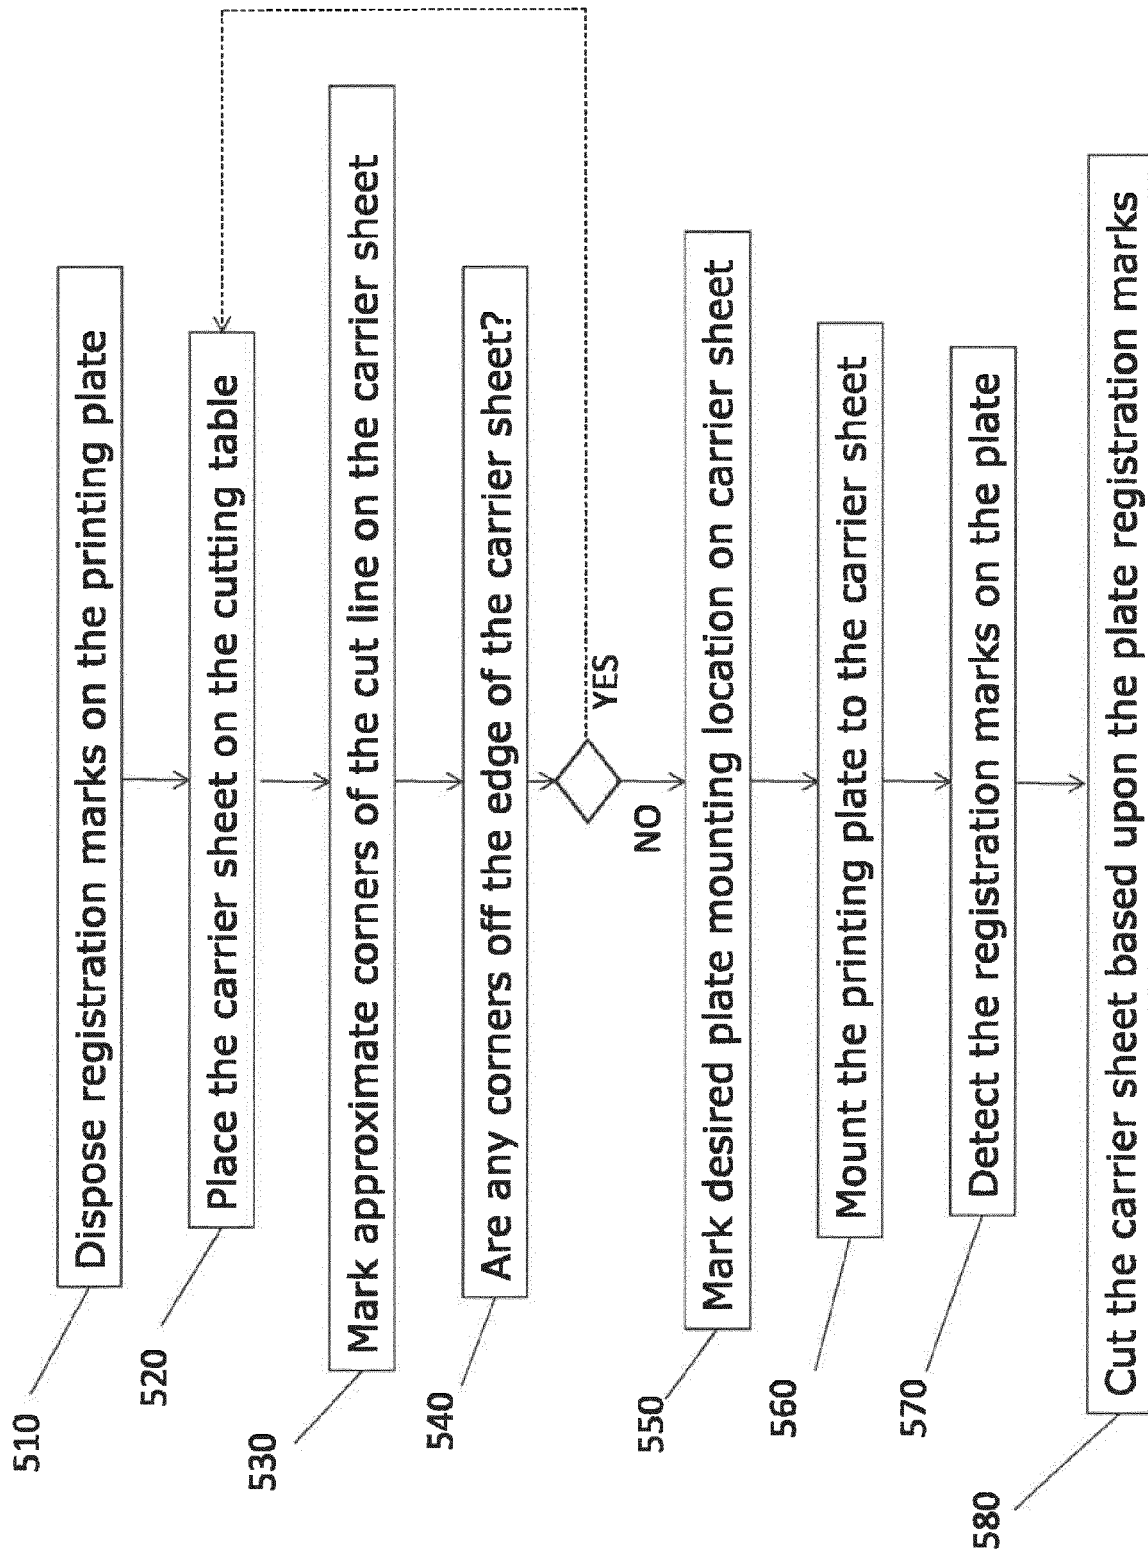 510
Dispose registration marks on the printing plate
520
Place the carrier sheet on the cutting table
530
Mark approximate corners of the cut line on the carrier sheet
540
Are any corners off the edge of the carrier sheet?
YES
NO
550
Mark desired plate mounting location on carrier sheet
560
Mount the printing plate to the carrier sheet
570
Detect the registration marks on the plate
580
Cut the carrier sheet based upon the plate registration marks